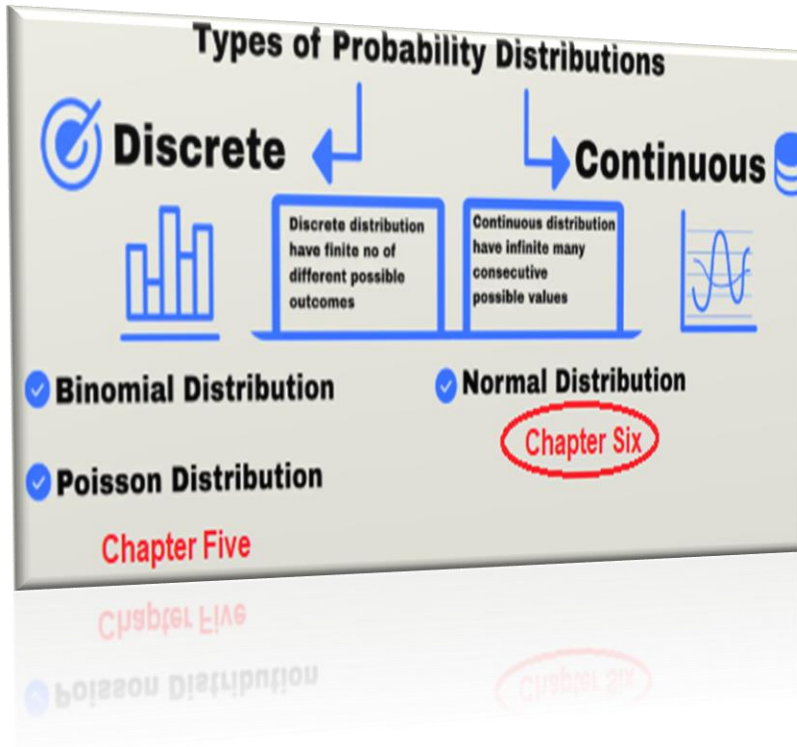 Types of Probability Distributions
Discrete
Continuous
Discrete distribution
have finite no of
different possible
outcomes
Continuous distribution
have infinite many
consecutive
possible values
Binomial Distribution
Normal Distribution
Chapter Six
Poisson Distribution
Chapter Five